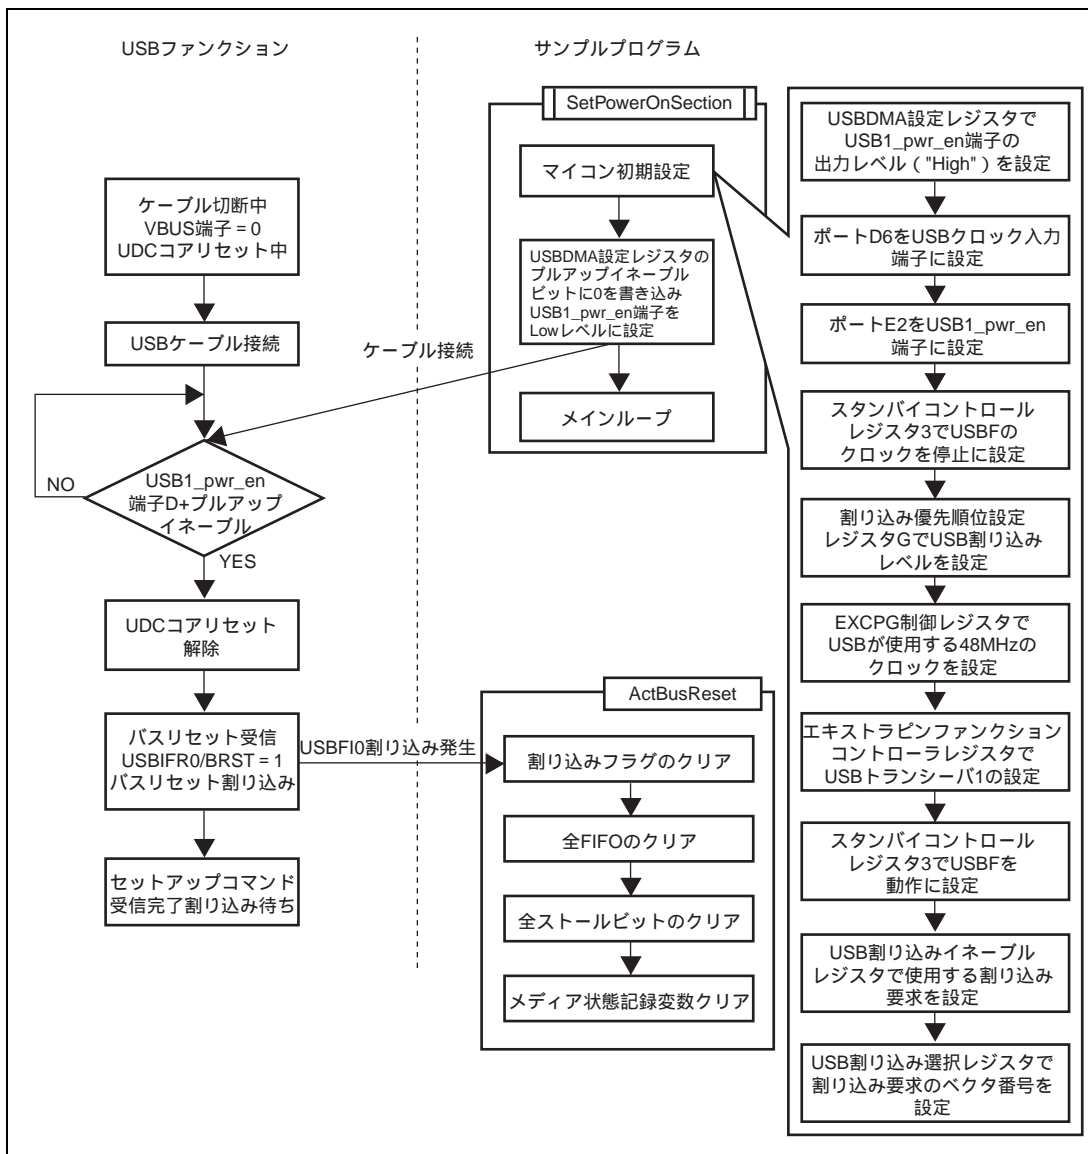 USBファンクション
サンプルプログラム
ケーブル切断中
VBUS端子 = 0
UDCコアリセット中
USBケーブル接続
NO
USB1_pwr_en
端子D+プルアップ
イネーブル
YES
UDCコアリセット
解除
バスリセット受信
USBIFR0/BRST = 1
バスリセット割り込み
セットアップコマンド
受信完了割り込み待ち
ケーブル接続
USBFI0割り込み発生
SetPowerOnSection
マイコン初期設定
USBDMA設定レジスタの
プルアップイネーブル
ビットに0を書き込み
USB1_pwr_en端子を
Lowレベルに設定
メインループ
ActBusReset
割り込みフラグのクリア
全FIFOのクリア
全ストールビットのクリア
メディア状態記録変数クリア
USBDMA設定レジスタで
USB1_pwr_en端子の
出力レベル（"High"）を設定
ポートD6をUSBクロック入力
端子に設定
ポートE2をUSB1_pwr_en
端子に設定
スタンバイコントロール
レジスタ3でUSBFの
クロックを停止に設定
割り込み優先順位設定
レジスタGでUSB割り込み
レベルを設定
EXCPG制御レジスタで
USBが使用する48MHzの
クロックを設定
エキストラピンファンクション
コントローラレジスタで
USBトランシーバ1の設定
スタンバイコントロール
レジスタ3でUSBFを
動作に設定
USB割り込みイネーブル
レジスタで使用する割り込み
要求を設定
USB割り込み選択レジスタで
割り込み要求のベクタ番号を
設定